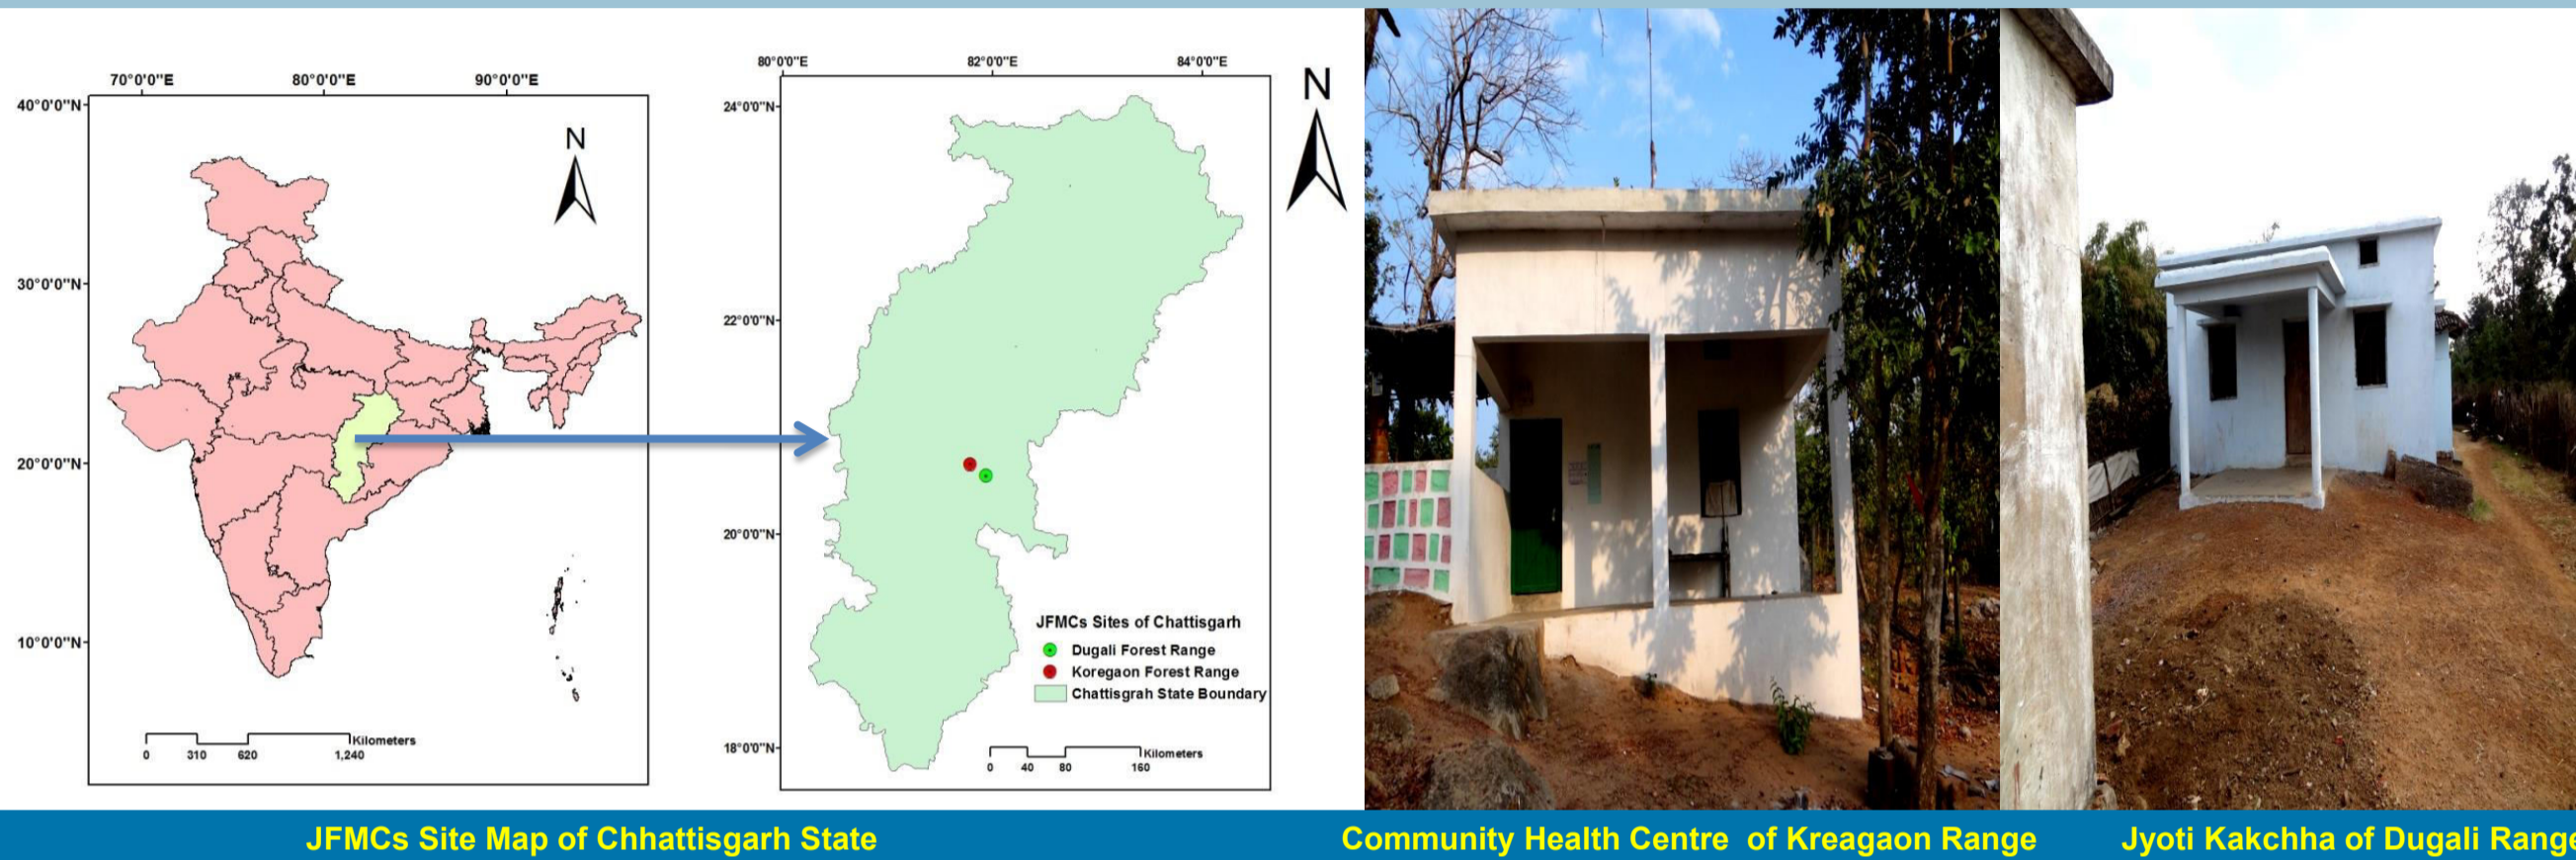 70°0'0"E 80°0'0"E 90°0'0"E
40°0'0"N
30°0'0"N
20°0'0"N
10°0'0"N
N
0 310 620 1,240 Kilometers
80°0'0"E 82°0'0"E 84°0'0"E
24°0'0"N
22°0'0"N
20°0'0"N
18°0'0"N
N
JFMCs Sites of Chattisgarh
Dugali Forest Range
Koregaon Forest Range
Chattisgrah State Boundary
0 40 80 160 Kilometers
JFMCs Site Map of Chhattisgarh State
Community Health Centre of Kreagaon Range
Jyoti Kakchha of Dugali Range